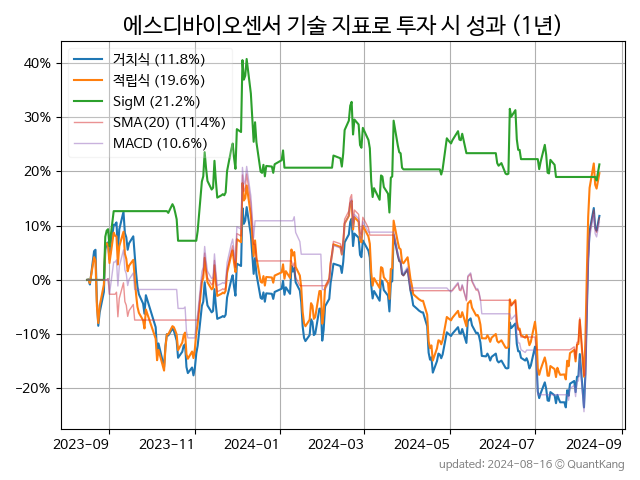 에스디바이오센서 기술 지표로 투자 시 성과 (1년)
거치식 (11.8%)
적립식 (19.6%)
SigM (21.2%)
SMA(20) (11.4%)
MACD (10.6%)
40%
30%
20%
10%
0%
−10%
−20%
2023−09
2023−11
2024−01
2024−03
2024−05
2024−07
2024−09
updated: 2024-08-16 © QuantKang